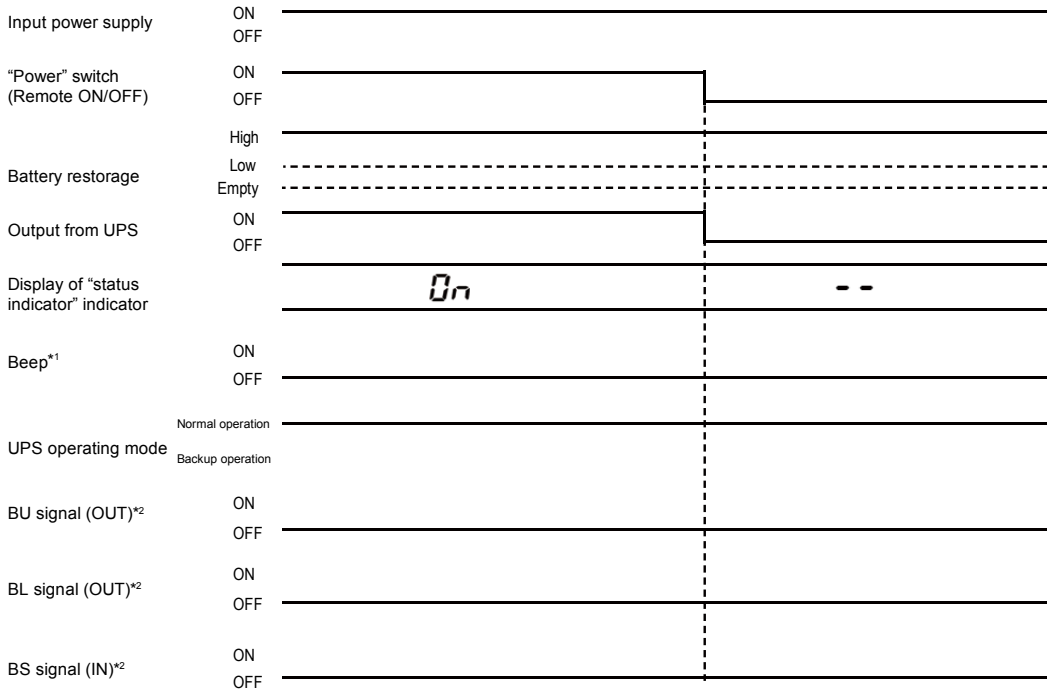 Input power supply
ON
OFF
“Power” switch
(Remote ON/OFF)
ON
OFF
Battery restorage
High
Low
Empty
Output from UPS
ON
OFF
Display of “status
indicator” indicator
On
- -
Beep*1
ON
OFF
UPS operating mode
Normal operation
Backup operation
BU signal (OUT)*2
ON
OFF
BL signal (OUT)*2
ON
OFF
BS signal (IN)*2
ON
OFF